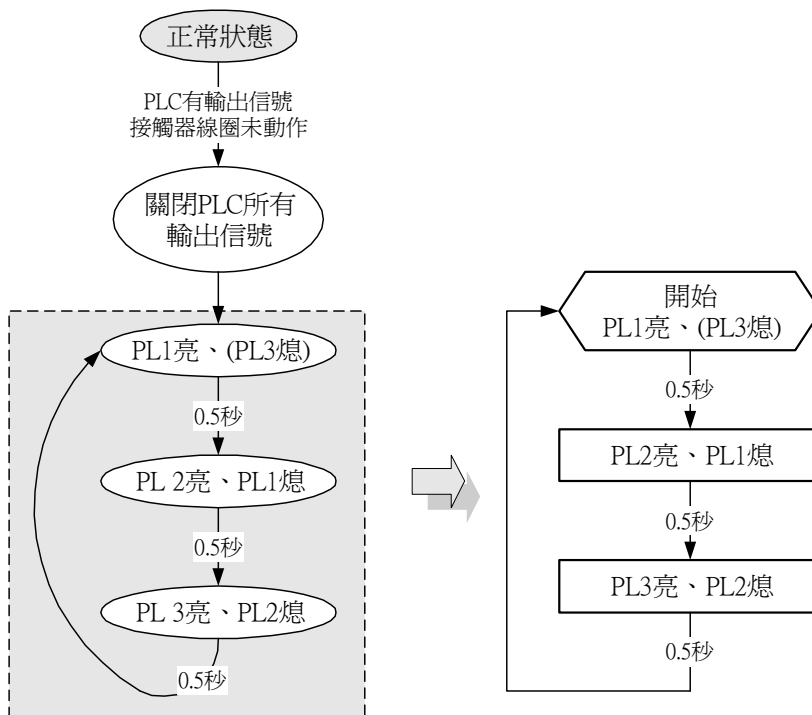 正常狀態
PLC有輸出信號
接觸器線圈未動作
關閉PLC所有
輸出信號
PL1亮、(PL3熄)
0.5秒
PL 2亮、PL1熄
0.5秒
PL 3亮、PL2熄
0.5秒
開始
PL1亮、(PL3熄)
0.5秒
PL2亮、PL1熄
0.5秒
PL3亮、PL2熄
0.5秒